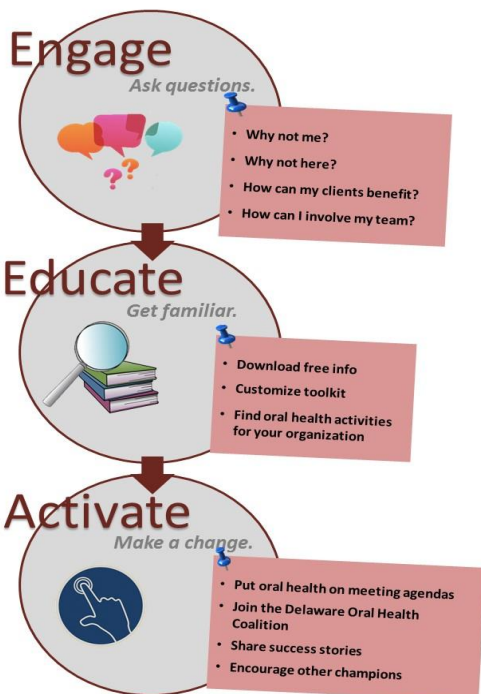 Engage
Ask questions.
• Why not me?
• Why not here?
• How can my clients benefit?
• How can I involve my team?
Educate
Get familiar.
• Download free info
• Customize toolkit
• Find oral health activities
for your organization
Activate
Make a change.
• Put oral health on meeting agendas
• Join the Delaware Oral Health
Coalition
• Share success stories
• Encourage other champions